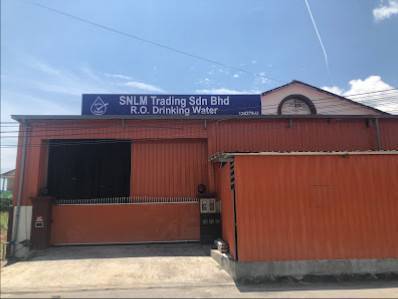 SNLM Trading Sdn Bhd
R.O. Drinking Water